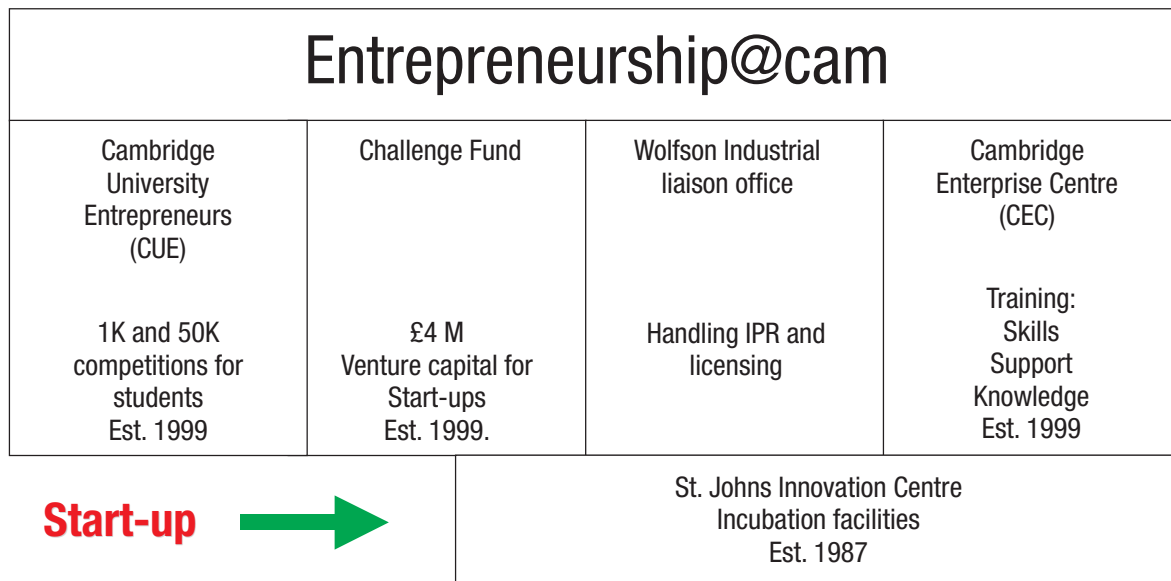 Entrepreneurship@cam
Cambridge
University
Entrepreneurs
(CUE)
1K and 50K
competitions for
students
Est. 1999
Challenge Fund
£4 M
Venture capital for
Start-ups
Est. 1999.
Wolfson Industrial
liaison office
Handling IPR and
licensing
Cambridge
Enterprise Centre
(CEC)
Training:
Skills
Support
Knowledge
Est. 1999
Start-up
St. Johns Innovation Centre
Incubation facilities
Est. 1987